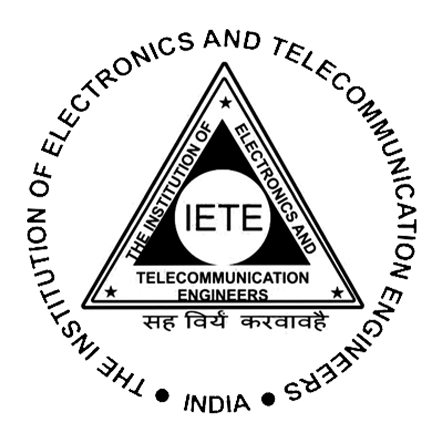 THE INSTITUTION OF ELECTRONICS AND TELECOMMUNICATION ENGINEERS
• INDIA •
THE INSTITUTION OF
ELECTRONICS AND
TELECOMMUNICATION
ENGINEERS
IETE
सह वियें करवावहै